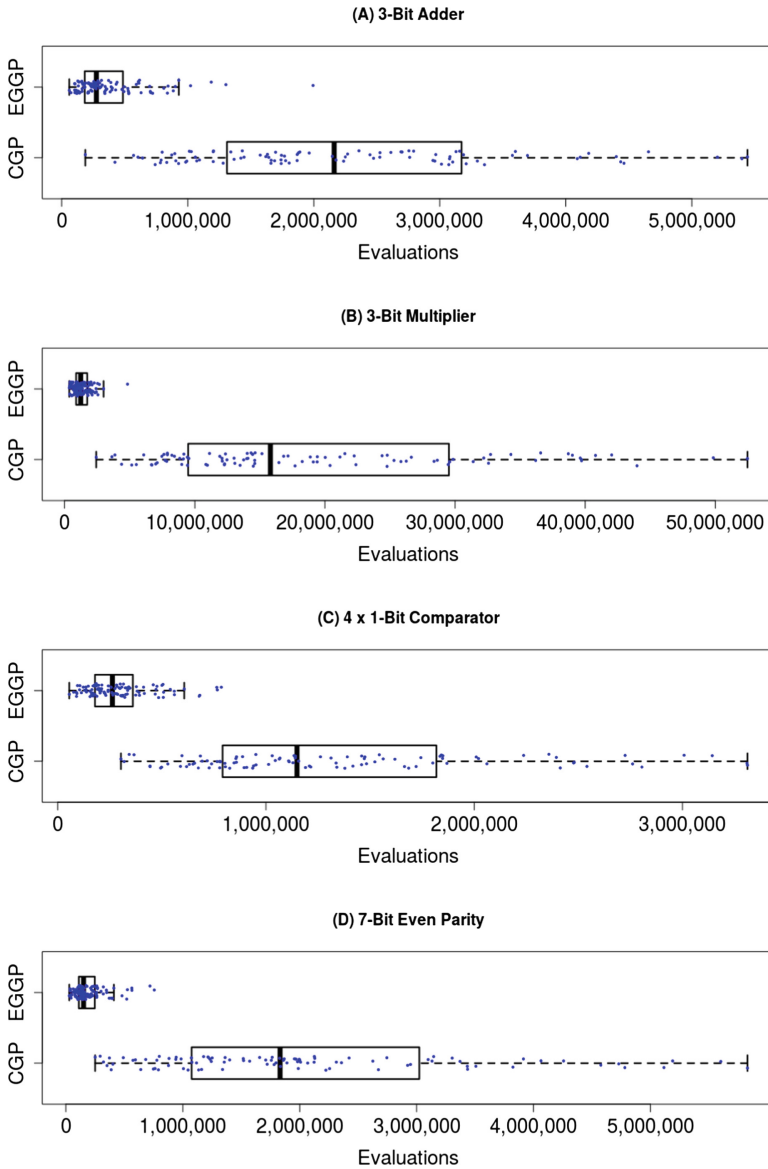 (A) 3-Bit Adder
EGGP
CGP
0 1,000,000 2,000,000 3,000,000 4,000,000 5,000,000
Evaluations
(B) 3-Bit Multiplier
EGGP
CGP
0 10,000,000 20,000,000 30,000,000 40,000,000 50,000,000
Evaluations
(C) 4 x 1-Bit Comparator
EGGP
CGP
0 1,000,000 2,000,000 3,000,000
Evaluations
(D) 7-Bit Even Parity
EGGP
CGP
0 1,000,000 2,000,000 3,000,000 4,000,000 5,000,000
Evaluations